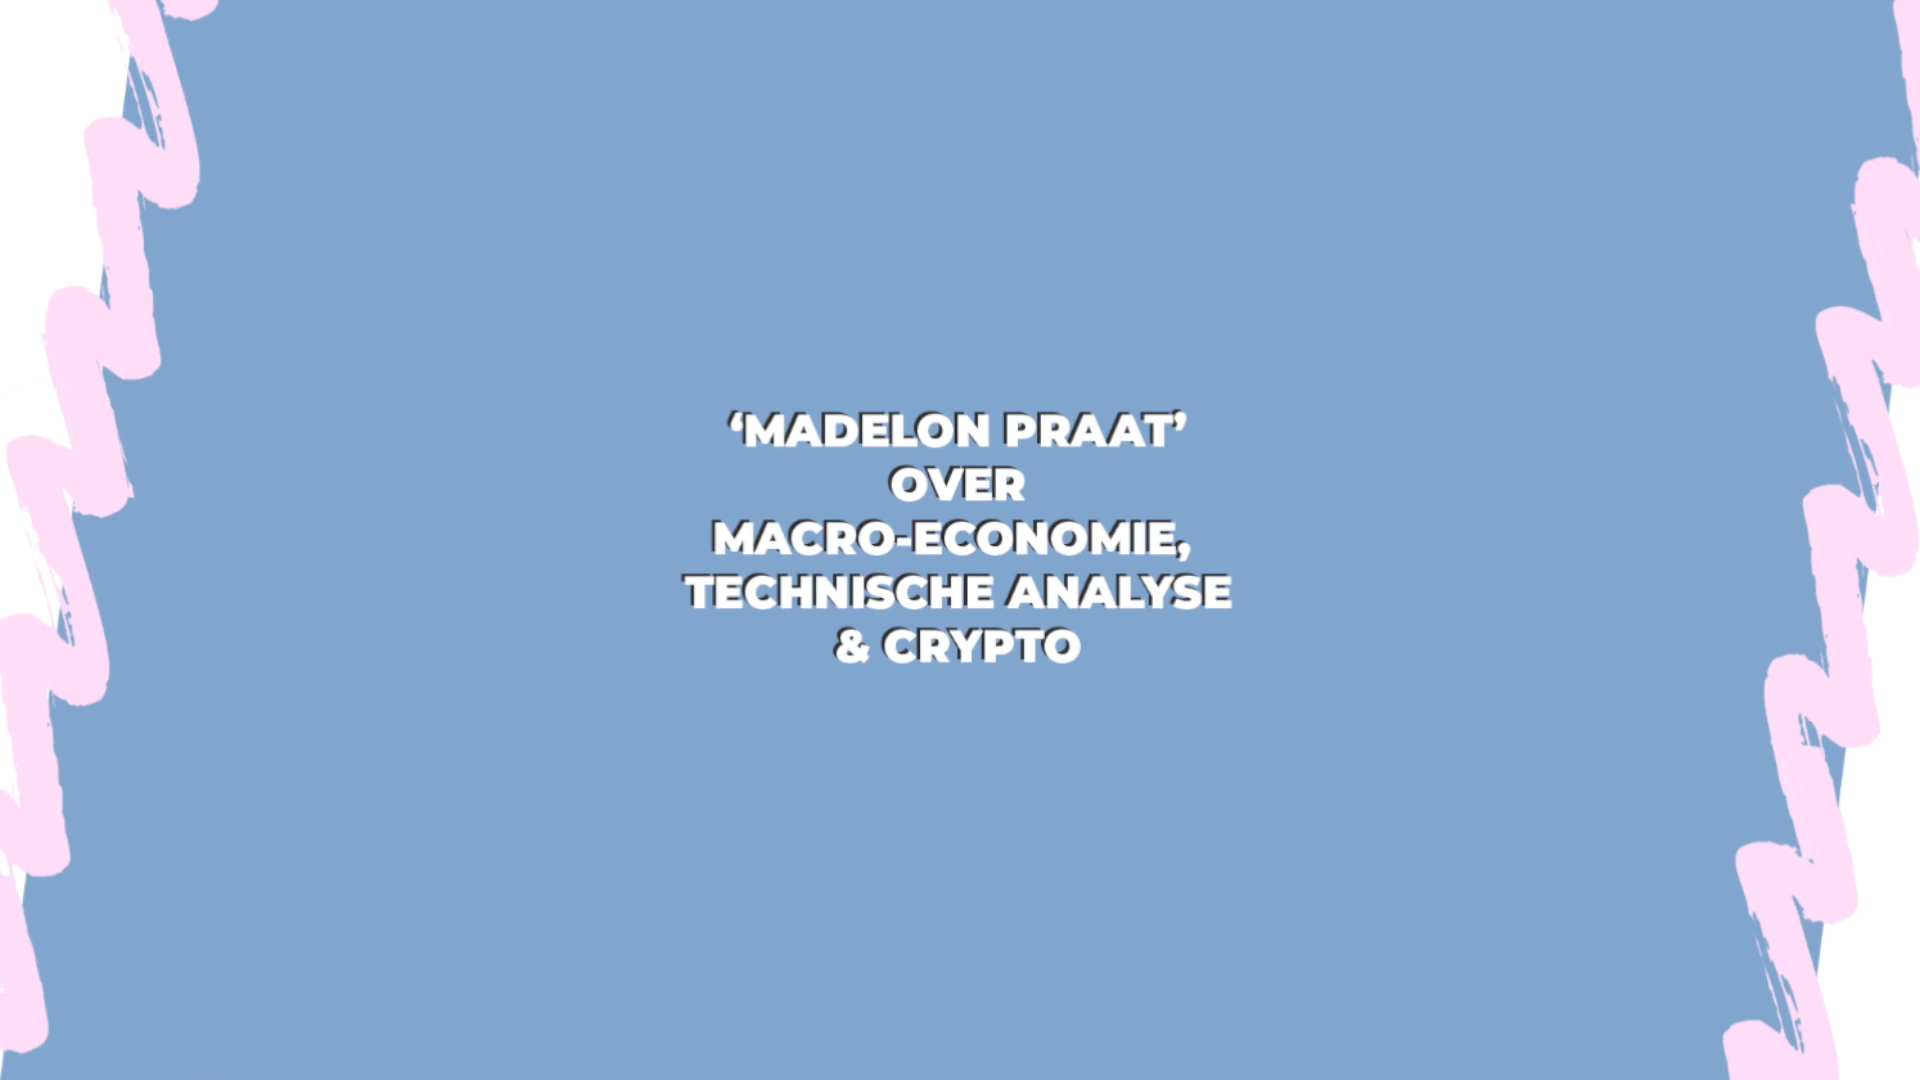 ‘MADELON PRAAT’
OVER
MACRO-ECONOMIE,
TECHNISCHE ANALYSE
& CRYPTO